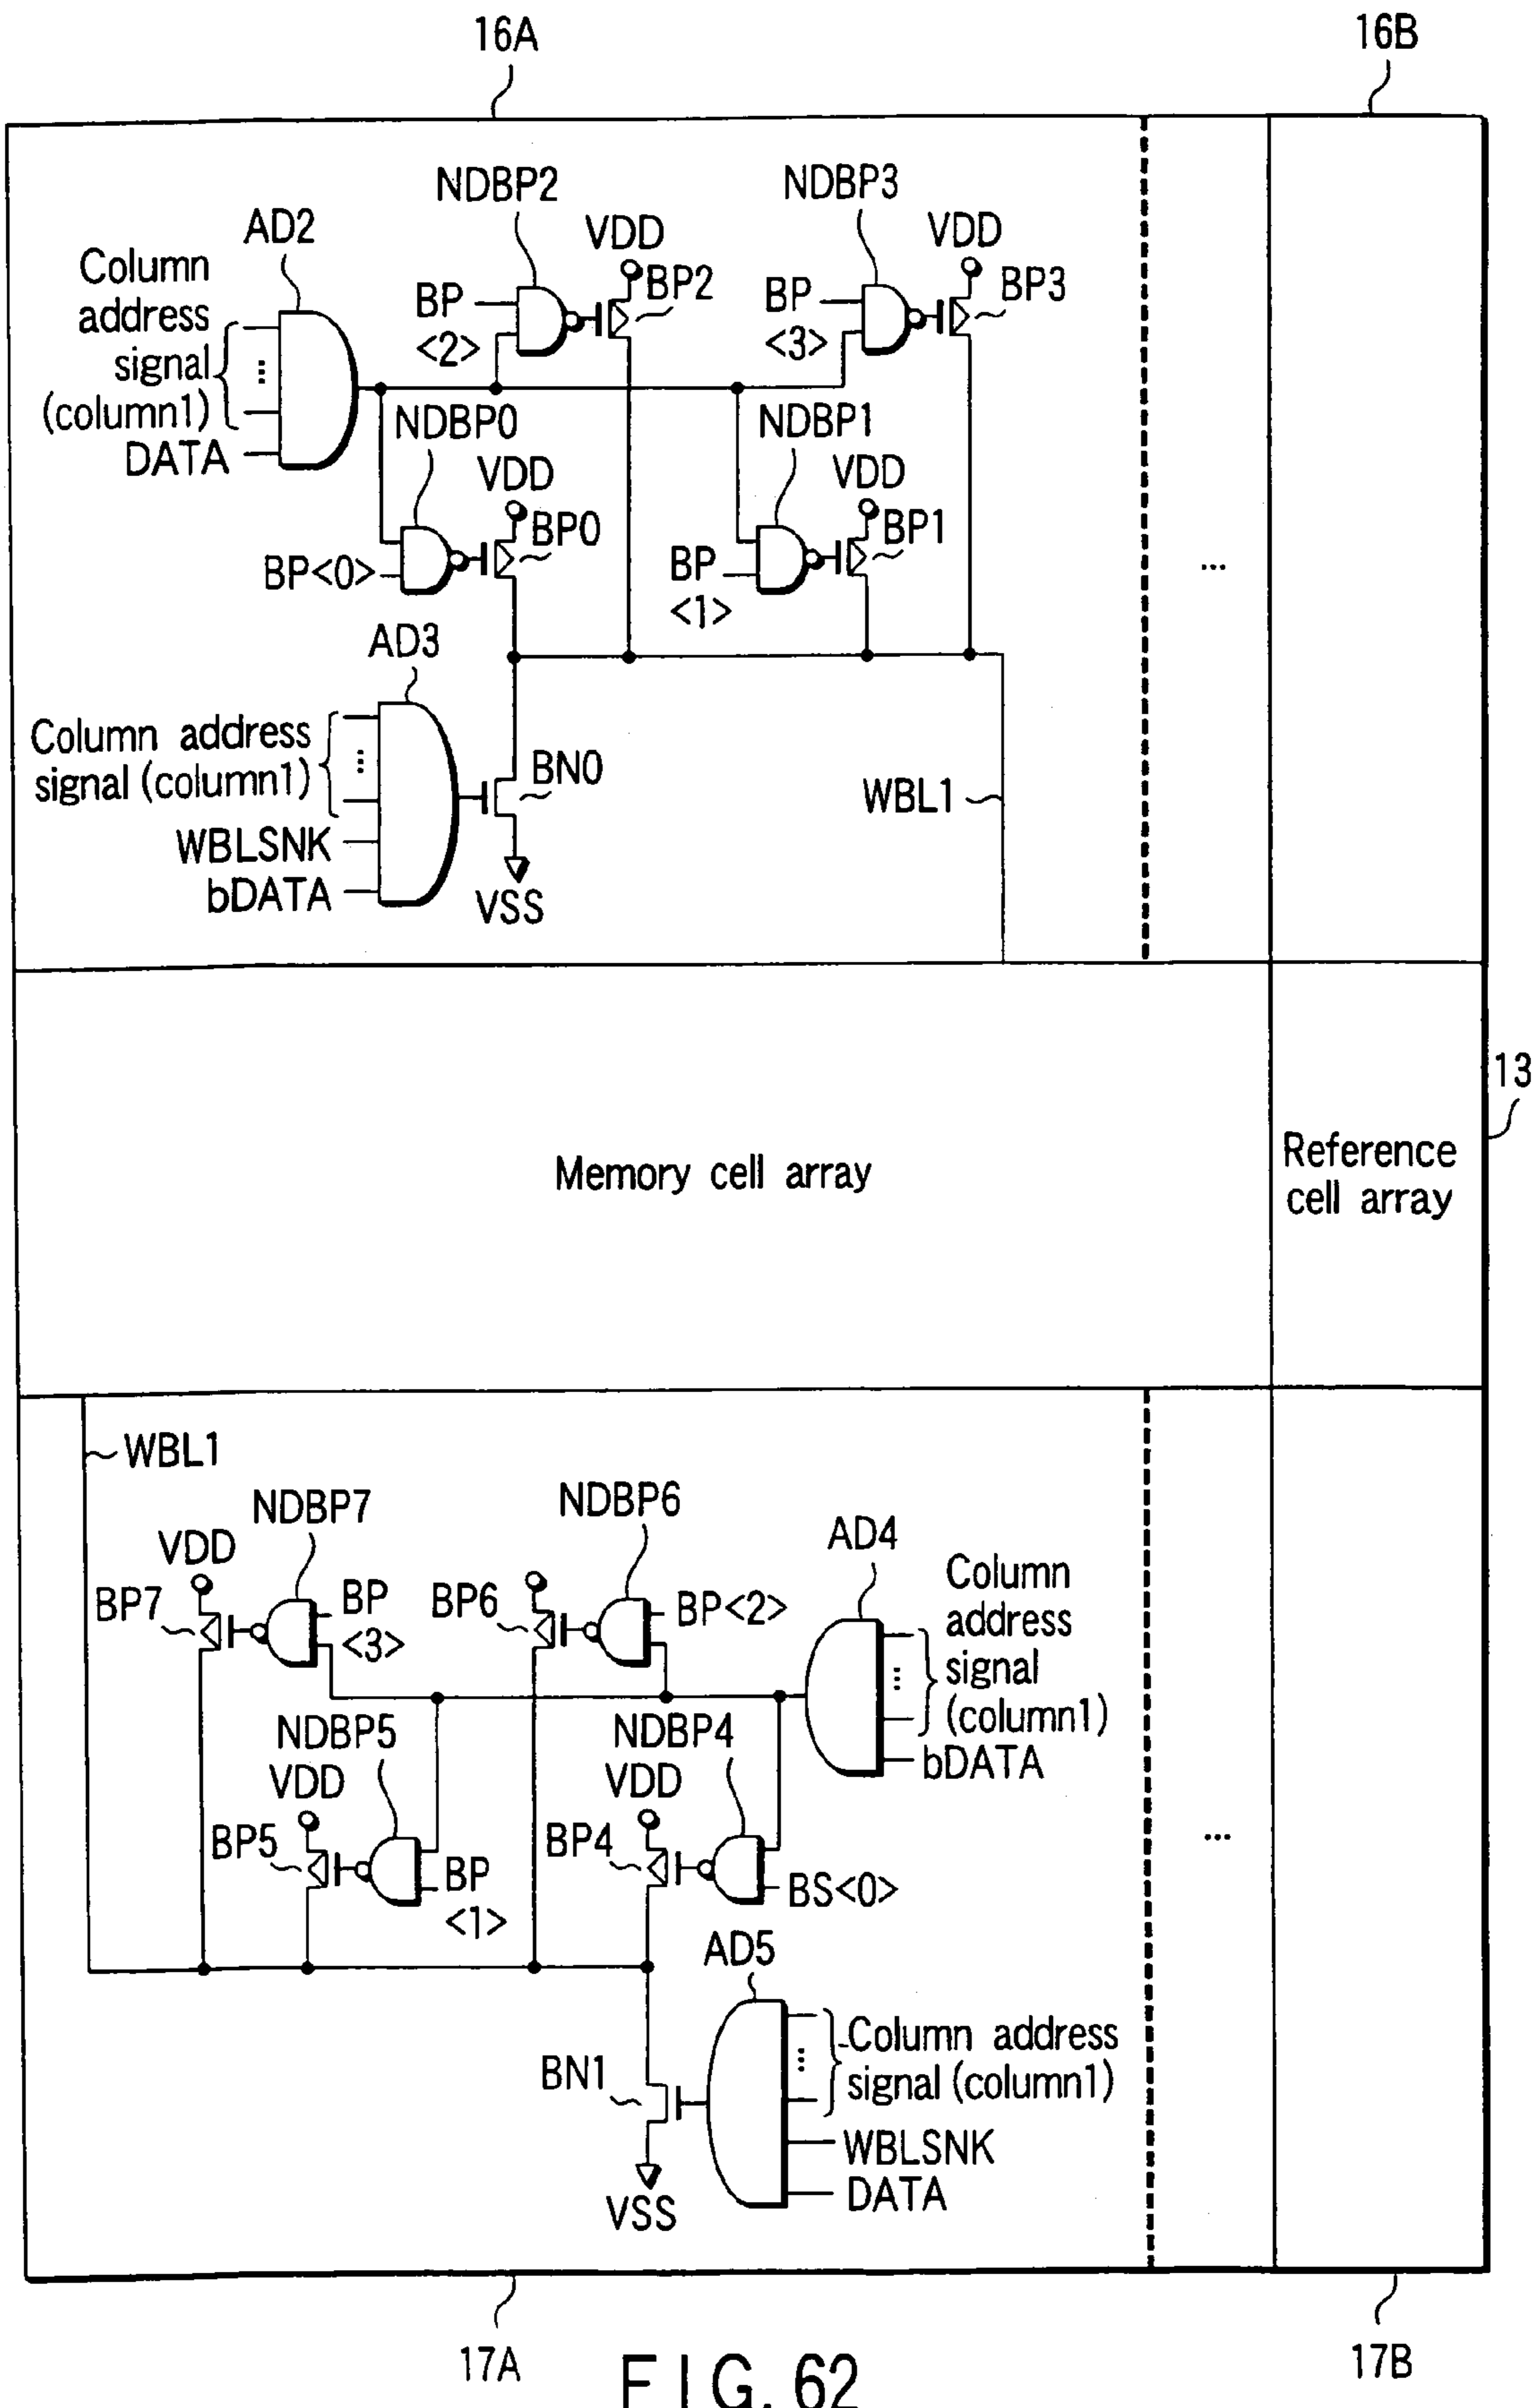 16A
16B
NDBP2
NDBP3
AD2
VDD
VDD
Column
address
signal
(column1)
DATA
...
BP
<2>
BP2
BP
<3>
BP3
NDBP0
NDBP1
VDD
VDD
BP<0>
BP0
BP
<1>
BP1
...
AD3
Column address
signal (column1)
...
WBLSNK
bDATA
BN0
VSS
WBL1
13
Memory cell array
Reference
cell array
WBL1
NDBP7
NDBP6
AD4
VDD
BP7
BP
<3>
BP6
BP<2>
Column
address
signal
(column1)
bDATA
...
NDBP5
NDBP4
VDD
VDD
BP5
BP
<1>
BP4
BS<0>
...
AD5
Column address
signal (column1)
...
WBLSNK
DATA
BN1
VSS
17A
17B
FIG. 62